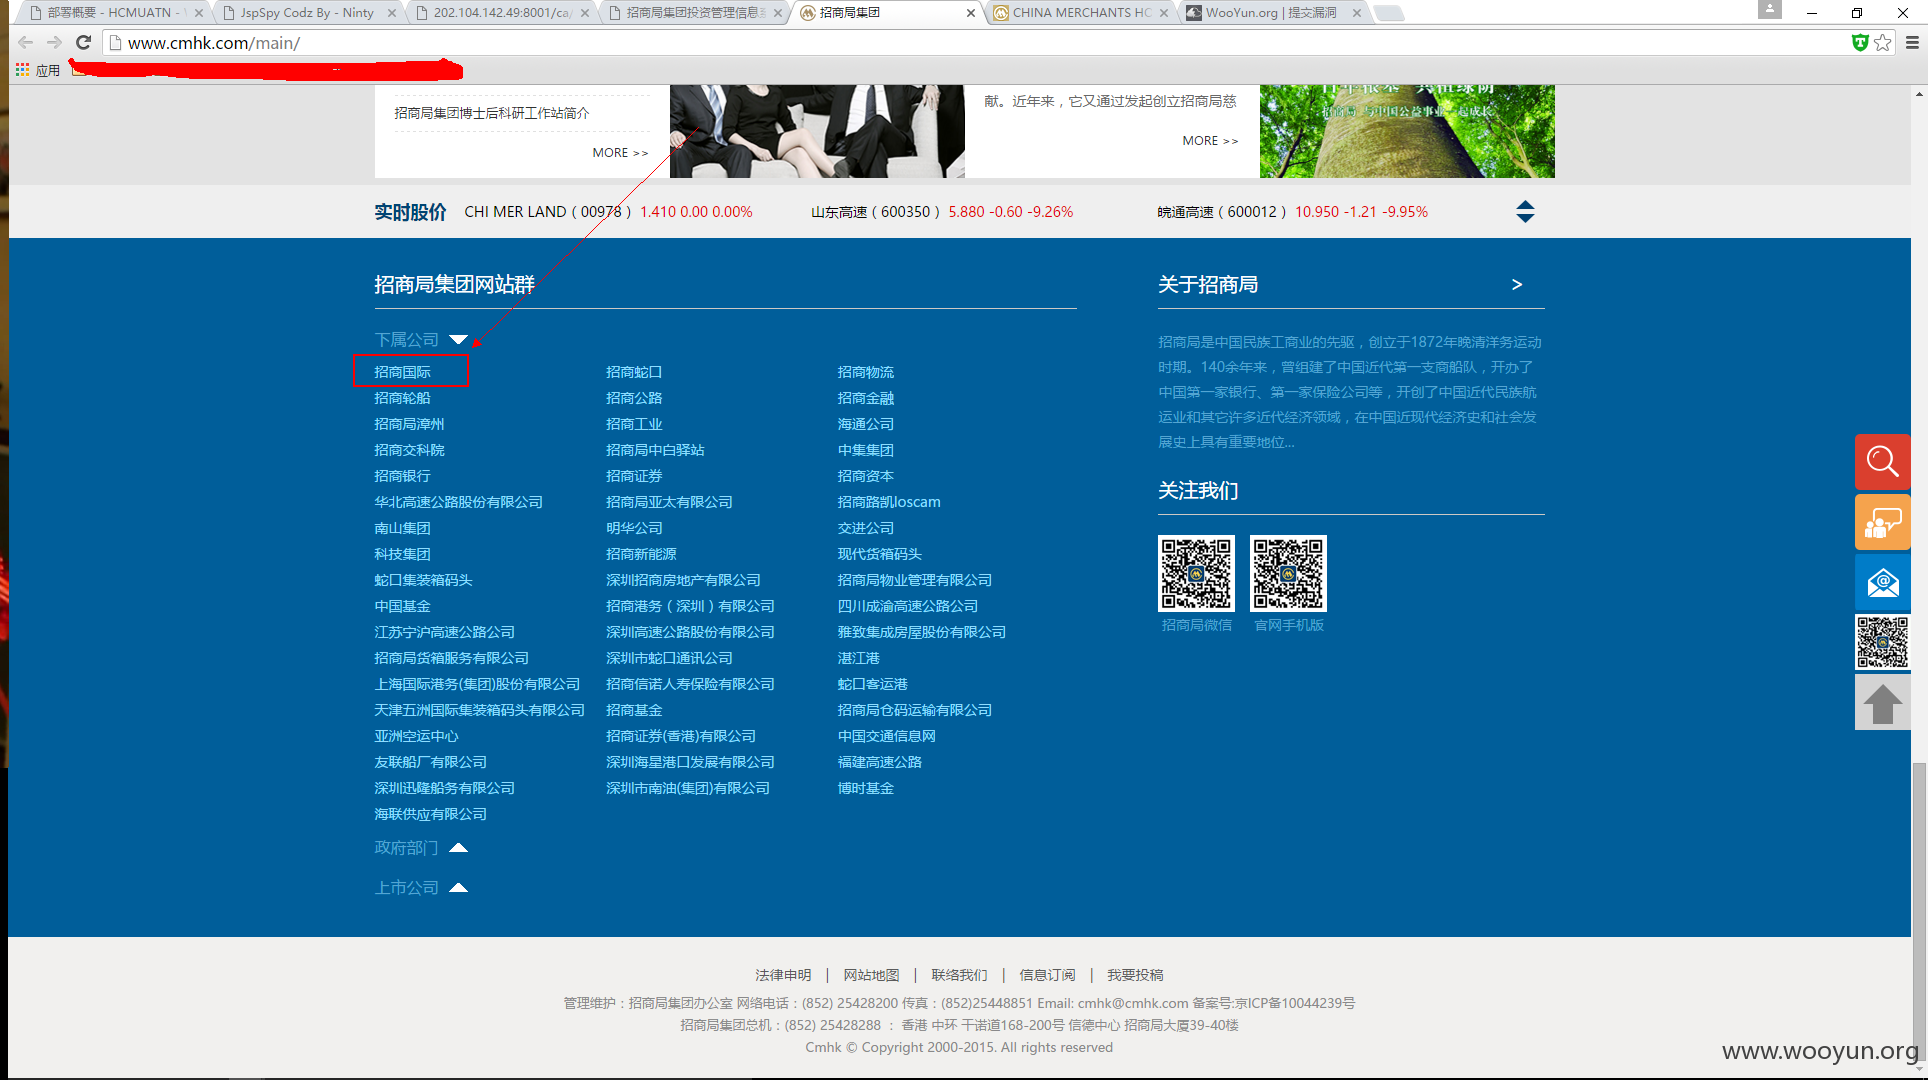 部署概要 - HCMUATN - V
JspSpy Codz By - Ninty
202.104.142.49:8001/ca/
招商局集团投资管理信息系
招商局集团
CHINA MERCHANTS HO
WooYun.org | 提交漏洞
www.cmhk.com/main/
应用
招商局集团博士后科研工作站简介
MORE >>
献。近年来，它又通过发起创立招商局慈
MORE >>
百年根基 共植绿荫
招商局 与中国公益事业一起成长
实时股价 CHI MER LAND（00978） 1.410 0.00 0.00% 山东高速（600350） 5.880 -0.60 -9.26% 皖通高速（600012） 10.950 -1.21 -9.95%
招商局集团网站群
下属公司
招商国际 招商蛇口 招商物流
招商轮船 招商公路 招商金融
招商局漳州 招商工业 海通公司
招商交科院 招商局中白驿站 中集集团
招商银行 招商证券 招商资本
华北高速公路股份有限公司 招商局亚太有限公司 招商路凯loscam
南山集团 明华公司 交进公司
科技集团 招商新能源 现代货箱码头
蛇口集装箱码头 深圳招商房地产有限公司 招商局物业管理有限公司
中国基金 招商港务（深圳）有限公司 四川成渝高速公路公司
江苏宁沪高速公路公司 深圳高速公路股份有限公司 雅致集成房屋股份有限公司
招商局货箱服务有限公司 深圳市蛇口通讯公司 湛江港
上海国际港务(集团)股份有限公司 招商信诺人寿保险有限公司 蛇口客运港
天津五洲国际集装箱码头有限公司 招商基金 招商局仓码运输有限公司
亚洲空运中心 招商证券(香港)有限公司 中国交通信息网
友联船厂有限公司 深圳海星港口发展有限公司 福建高速公路
深圳迅隆船务有限公司 深圳市南油(集团)有限公司 博时基金
海联供应有限公司
政府部门
上市公司
关于招商局 >
招商局是中国民族工商业的先驱，创立于1872年晚清洋务运动
时期。140余年来，曾组建了中国近代第一支商船队，开办了
中国第一家银行、第一家保险公司等，开创了中国近代民族航
运业和其它许多近代经济领域，在中国近现代经济史和社会发
展史上具有重要地位...
关注我们
招商局微信 官网手机版
法律申明 | 网站地图 | 联络我们 | 信息订阅 | 我要投稿
管理维护：招商局集团办公室 网络电话：(852) 25428200 传真：(852)25448851 Email: cmhk@cmhk.com 备案号:京ICP备10044239号
招商局集团总机：(852) 25428288 ： 香港 中环 干诺道168-200号 信德中心 招商局大厦39-40楼
Cmhk © Copyright 2000-2015. All rights reserved
www.wooyun.org